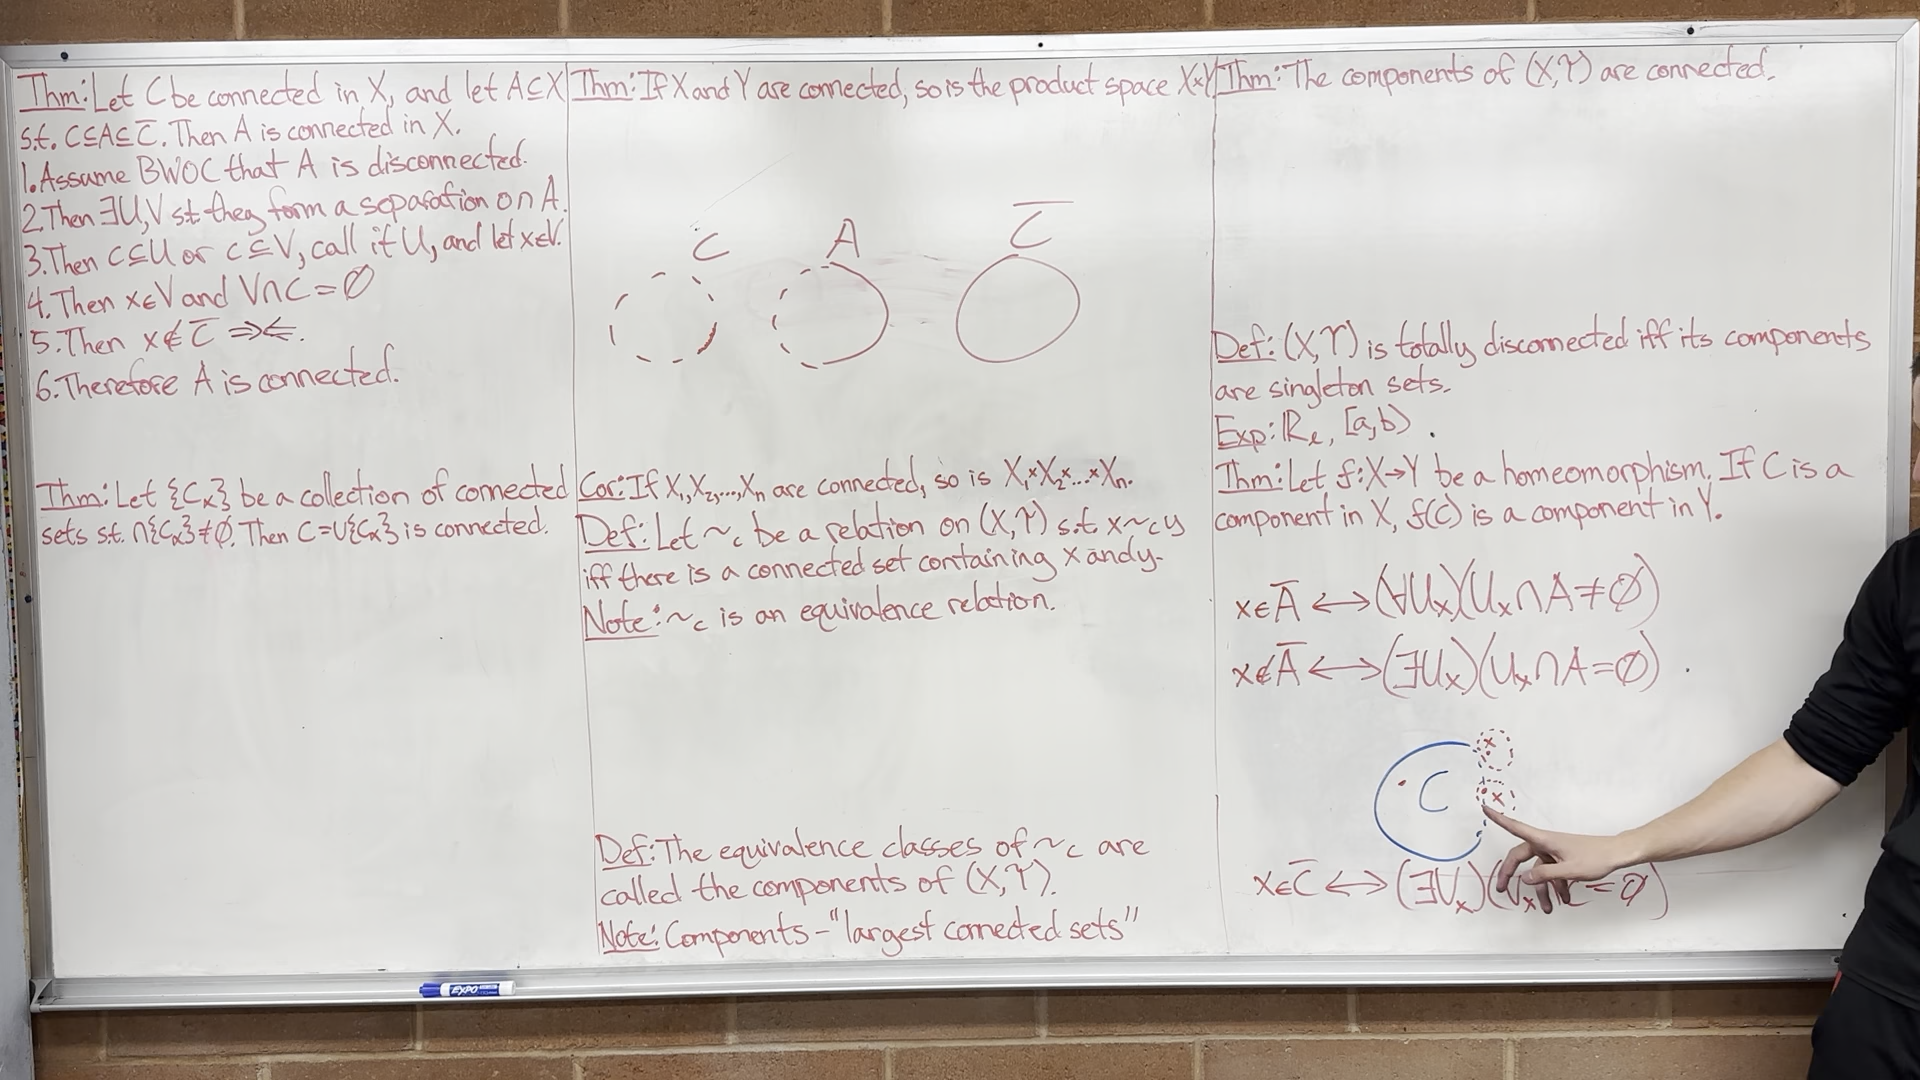 Thm: Let C be connected in X, and let A⊆X
s.t. C⊆A⊆C̅. Then A is connected in X.
1. Assume BWOC that A is disconnected.
2. Then ∃U,V st they form a separation on A.
3. Then C⊆U or C⊆V, call it U, and let x∈V.
4. Then x∈V and V∩C=∅
5. Then x∉C̅ ⇒⇐.
6. Therefore A is connected.
Thm: Let {Cα} be a collection of connected
sets s.t. ∩{Cα}≠∅. Then C=∪{Cα} is connected.
Thm: If X and Y are connected, so is the product space X×Y
C A C̅
Cor: If X₁,X₂,...,Xn are connected, so is X₁×X₂×...×Xn.
Def: Let ~c be a relation on (X,Υ) s.t x~c y
iff there is a connected set containing x and y.
Note: ~c is an equivalence relation.
Def: The equivalence classes of ~c are
called the components of (X,Υ).
Note: Components - "largest connected sets"
Thm: The components of (X,Υ) are connected.
Def: (X,Υ) is totally disconnected iff its components
are singleton sets.
Exp: ℝℓ, [a,b)
Thm: Let f:X→Y be a homeomorphism. If C is a
component in X, f(C) is a component in Y.
x∈A̅ ↔ (∀Ux)(Ux∩A≠∅)
x∉A̅ ↔ (∃Ux)(Ux∩A=∅)
x
C x
x∈C̅ ↔ (∃Ux)( = ∅)
EXPO